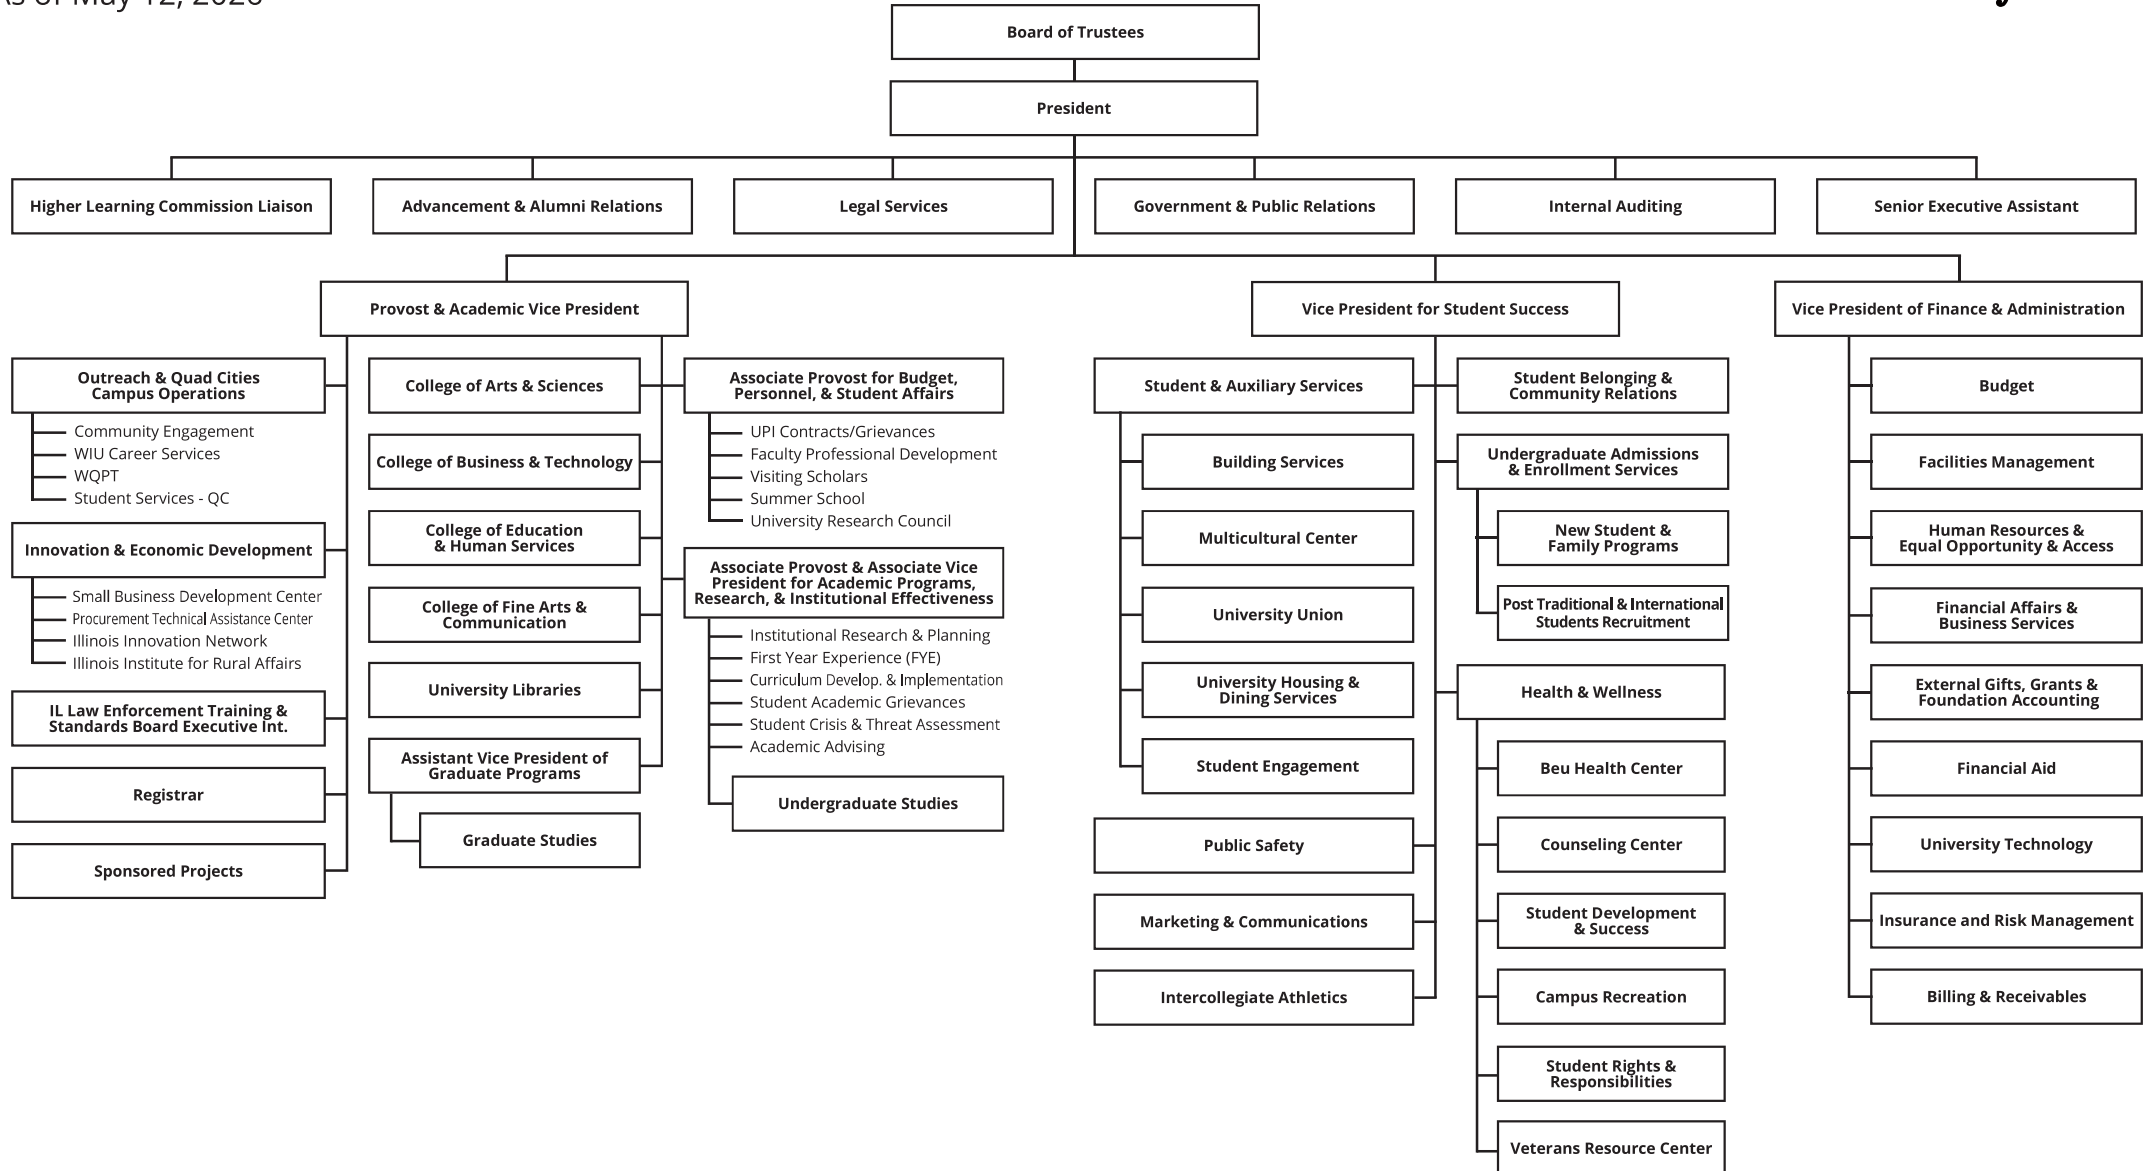 As of May 12, 2026
Board of Trustees
President
Higher Learning Commission Liaison
Advancement & Alumni Relations
Legal Services
Government & Public Relations
Internal Auditing
Senior Executive Assistant
Provost & Academic Vice President
Vice President for Student Success
Vice President of Finance & Administration
Outreach & Quad Cities
Campus Operations
Community Engagement
WIU Career Services
WQPT
Student Services - QC
Innovation & Economic Development
Small Business Development Center
Procurement Technical Assistance Center
Illinois Innovation Network
Illinois Institute for Rural Affairs
IL Law Enforcement Training &
Standards Board Executive Int.
Registrar
Sponsored Projects
College of Arts & Sciences
College of Business & Technology
College of Education
& Human Services
College of Fine Arts &
Communication
University Libraries
Assistant Vice President of
Graduate Programs
Graduate Studies
Associate Provost for Budget,
Personnel, & Student Affairs
UPI Contracts/Grievances
Faculty Professional Development
Visiting Scholars
Summer School
University Research Council
Associate Provost & Associate Vice
President for Academic Programs,
Research, & Institutional Effectiveness
Institutional Research & Planning
First Year Experience (FYE)
Curriculum Develop. & Implementation
Student Academic Grievances
Student Crisis & Threat Assessment
Academic Advising
Undergraduate Studies
Student & Auxiliary Services
Building Services
Multicultural Center
University Union
University Housing &
Dining Services
Student Engagement
Public Safety
Marketing & Communications
Intercollegiate Athletics
Student Belonging &
Community Relations
Undergraduate Admissions
& Enrollment Services
New Student &
Family Programs
Post Traditional & International
Students Recruitment
Health & Wellness
Beu Health Center
Counseling Center
Student Development
& Success
Campus Recreation
Student Rights &
Responsibilities
Veterans Resource Center
Budget
Facilities Management
Human Resources &
Equal Opportunity & Access
Financial Affairs &
Business Services
External Gifts, Grants &
Foundation Accounting
Financial Aid
University Technology
Insurance and Risk Management
Billing & Receivables